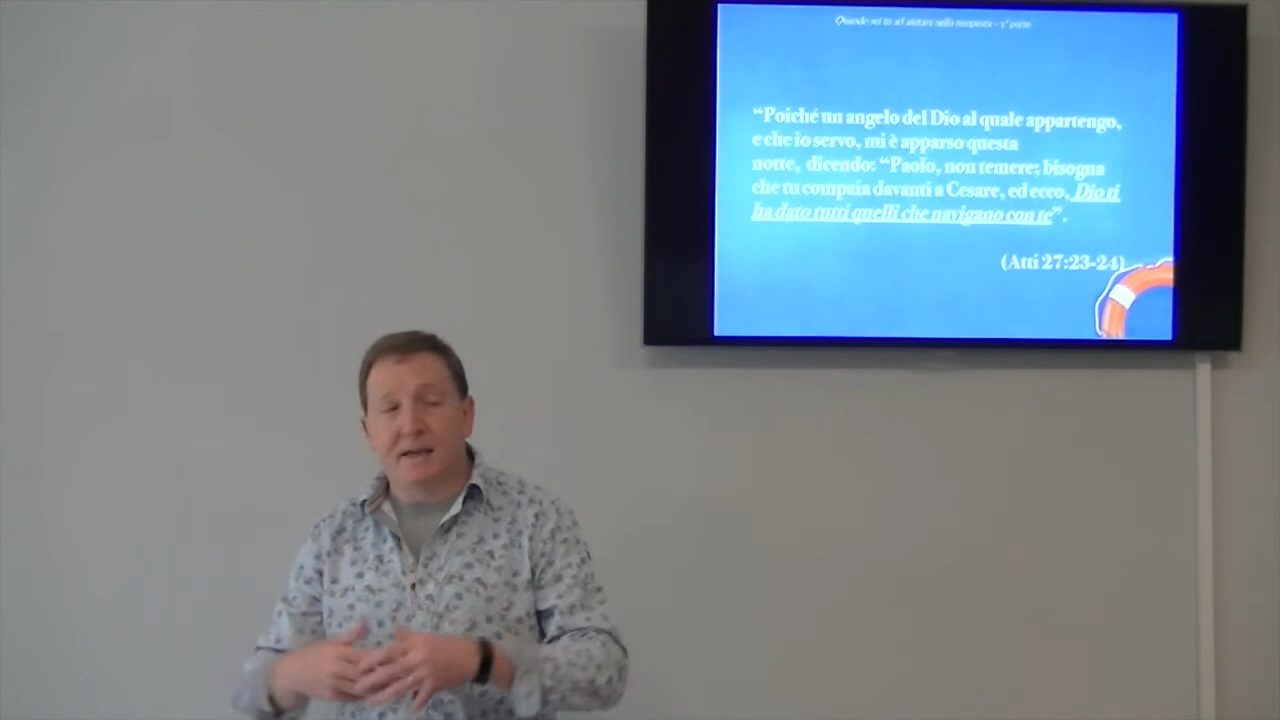 Quando sei tu ad aiutare nella tempesta – 1° parte
“Poiché un angelo del Dio al quale appartengo,
e che io servo, mi è apparso questa
notte, dicendo: “Paolo, non temere; bisogna
che tu compaia davanti a Cesare, ed ecco, Dio ti
ha dato tutti quelli che navigano con te”.
(Atti 27:23-24)